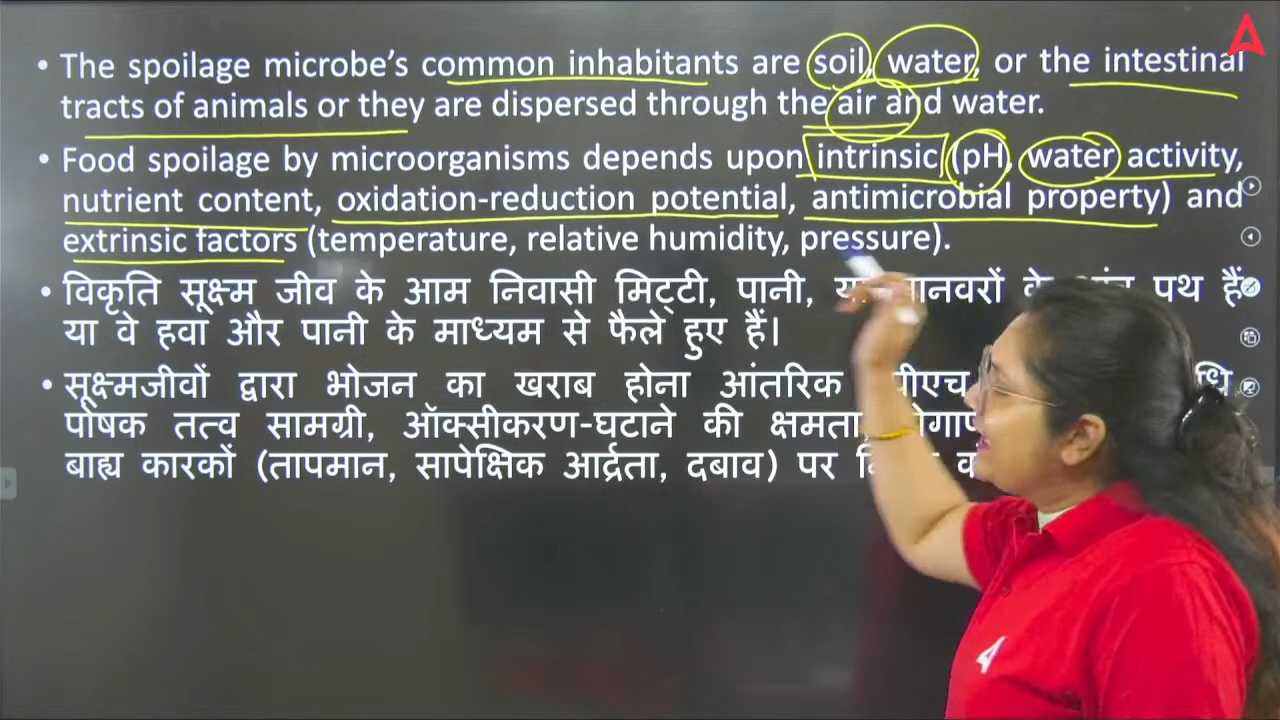 • The spoilage microbe's common inhabitants are soil, water, or the intestinal
tracts of animals or they are dispersed through the air and water.
• Food spoilage by microorganisms depends upon intrinsic (pH, water activity,
nutrient content, oxidation-reduction potential, antimicrobial property) and
extrinsic factors (temperature, relative humidity, pressure).
• विकृति सूक्ष्म जीव के आम निवासी मिट्टी, पानी, या जानवरों के पथ हैं
या वे हवा और पानी के माध्यम से फैले हुए हैं।
• सूक्ष्मजीवों द्वारा भोजन का खराब होना आंतरिक
पोषक तत्व सामग्री, ऑक्सीकरण-घटाने की क्षमता,
बाह्य कारकों (तापमान, सापेक्षिक आर्द्रता, दबाव) पर